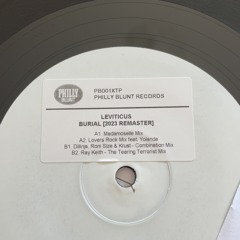 PHILLY
BLUNT
PB001XTP
PHILLY BLUNT RECORDS
LEVITICUS
BURIAL [2023 REMASTER]
A1. Mademoiselle Mix
A2. Lovers Rock Mix feat. Yolanda
B1. Dillinja, Roni Size & Krust - Combination Mix
B2. Ray Keith - The Tearing Terrorist Mix